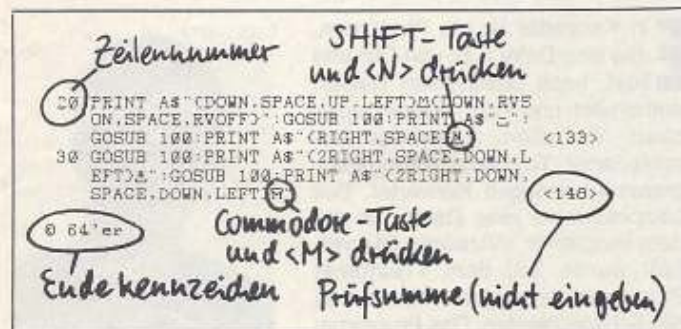 Zeilennummer
SHIFT-Taste
und <N> drücken
20 PRINT A$"{DOWN,SPACE,UP,LEFT}M{DOWN,RVS
ON,SPACE,RVOFF}":GOSUB 100:PRINT A$"—":
GOSUB 100:PRINT A$"{RIGHT,SPACE}N" <133>
30 GOSUB 100:PRINT A$"{2RIGHT,SPACE,DOWN,L
EFT}":GOSUB 100:PRINT A$"{2RIGHT,DOWN,
SPACE,DOWN,LEFT}M" <148>
© 64'er
Commodore-Taste
und <M> drücken
Endekennzeichen
Prüfsumme (nicht eingeben)